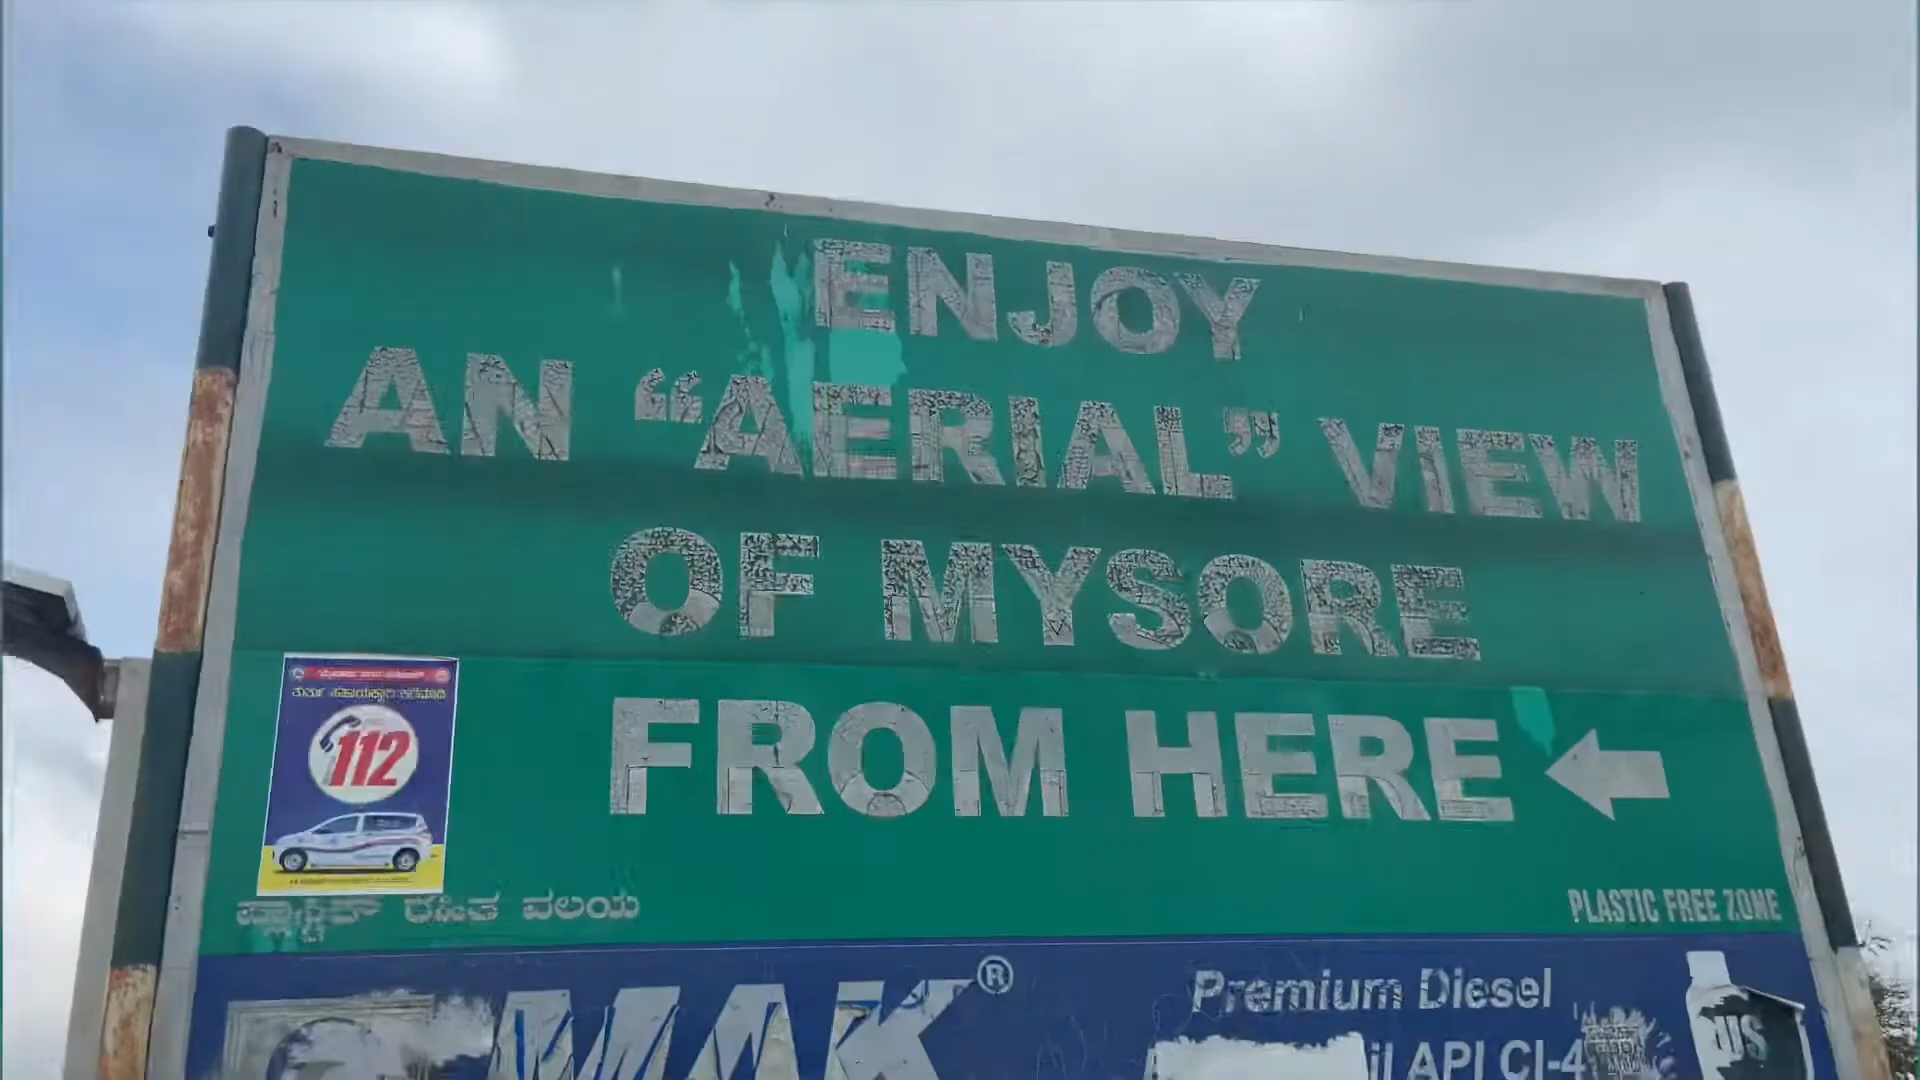 ENJOY
AN “AERIAL” VIEW
OF MYSORE
FROM HERE
112
ಪ್ಲಾಸ್ಟಿಕ್ ರಹಿತ ವಲಯ
PLASTIC FREE ZONE
MAK®
Premium Diesel
API CI-4